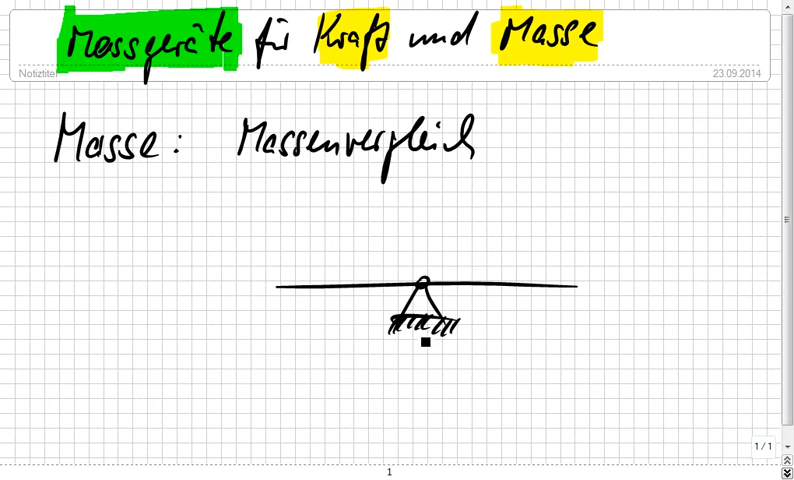 Messgeräte für Kraft und Masse
Notiztitel
23.09.2014
Masse: Massenvergleich
1 / 1
1